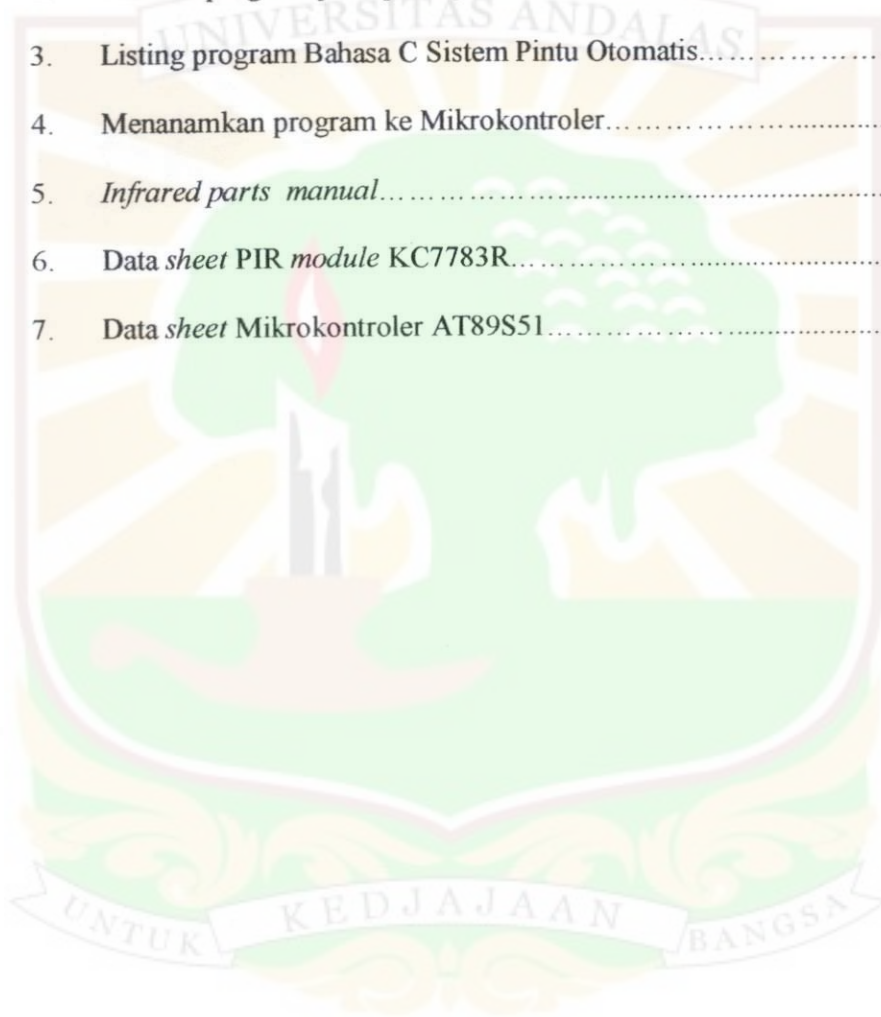 UNIVERSITAS ANDALAS
3. Listing program Bahasa C Sistem Pintu Otomatis.................
4. Menanamkan program ke Mikrokontroler..............................
5. Infrared parts manual.............................................................
6. Data sheet PIR module KC7783R..........................................
7. Data sheet Mikrokontroler AT89S51.....................................
UNTUK KEDJAJAAN BANGSA